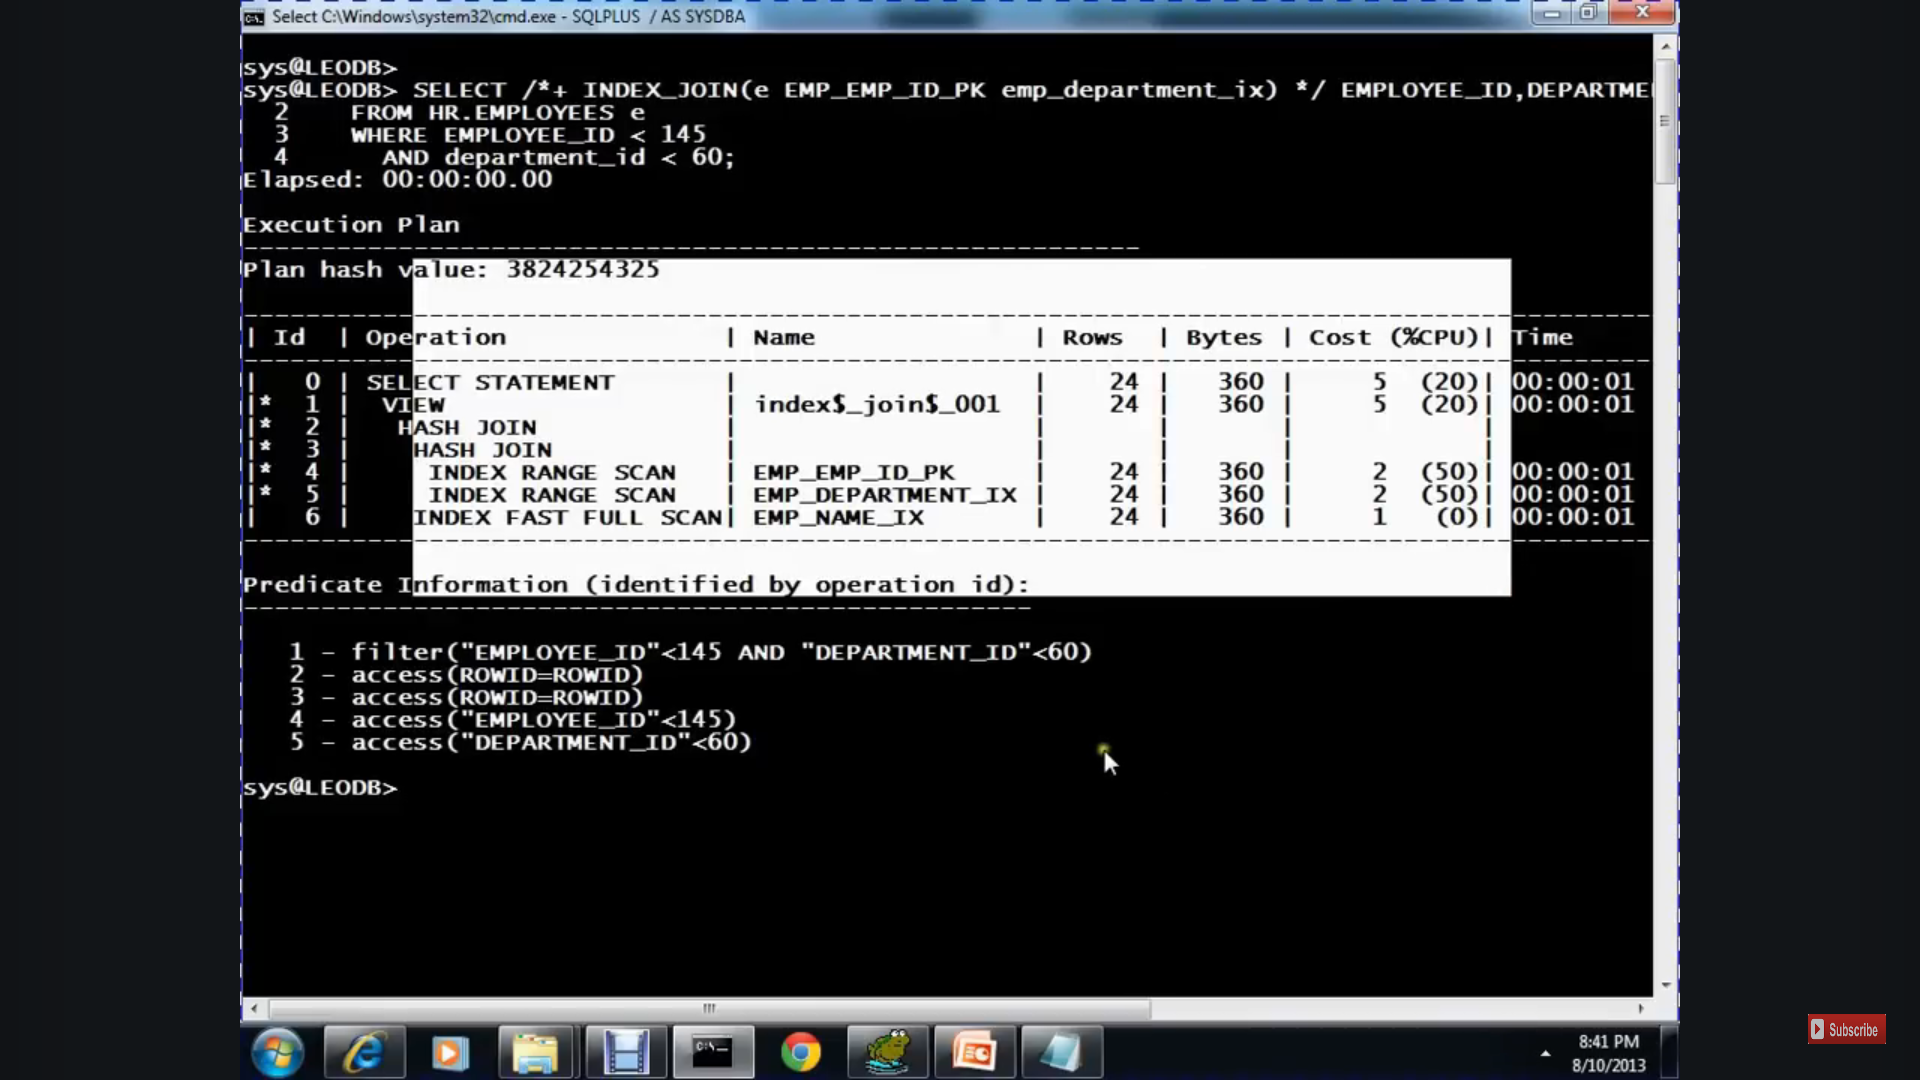 Select C:\Windows\system32\cmd.exe - SQLPLUS / AS SYSDBA
sys@LEODB>
sys@LEODB> SELECT /*+ INDEX_JOIN(e EMP_EMP_ID_PK emp_department_ix) */ EMPLOYEE_ID,DEPARTME
2 FROM HR.EMPLOYEES e
3 WHERE EMPLOYEE_ID < 145
4 AND department_id < 60;
Elapsed: 00:00:00.00
Execution Plan
----------------------------------------------------------
Plan hash value: 3824254325
| Id | Operation | Name | Rows | Bytes | Cost (%CPU)| Time
| 0 | SELECT STATEMENT | | 24 | 360 | 5 (20)| 00:00:01
|* 1 | VIEW | index$_join$_001 | 24 | 360 | 5 (20)| 00:00:01
|* 2 | HASH JOIN | | | | |
|* 3 | HASH JOIN | | | | |
|* 4 | INDEX RANGE SCAN | EMP_EMP_ID_PK | 24 | 360 | 2 (50)| 00:00:01
|* 5 | INDEX RANGE SCAN | EMP_DEPARTMENT_IX | 24 | 360 | 2 (50)| 00:00:01
| 6 | INDEX FAST FULL SCAN| EMP_NAME_IX | 24 | 360 | 1 (0)| 00:00:01
Predicate Information (identified by operation id):
---------------------------------------------------
1 - filter("EMPLOYEE_ID"<145 AND "DEPARTMENT_ID"<60)
2 - access(ROWID=ROWID)
3 - access(ROWID=ROWID)
4 - access("EMPLOYEE_ID"<145)
5 - access("DEPARTMENT_ID"<60)
sys@LEODB>
8:41 PM
8/10/2013
Subscribe